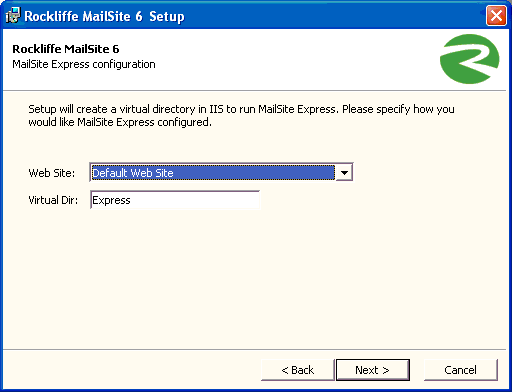 Rockliffe MailSite 6 Setup
Rockliffe MailSite 6
MailSite Express configuration
Setup will create a virtual directory in IIS to run MailSite Express. Please specify how you
would like MailSite Express configured.
Web Site: Default Web Site
Virtual Dir: Express
< Back Next > Cancel